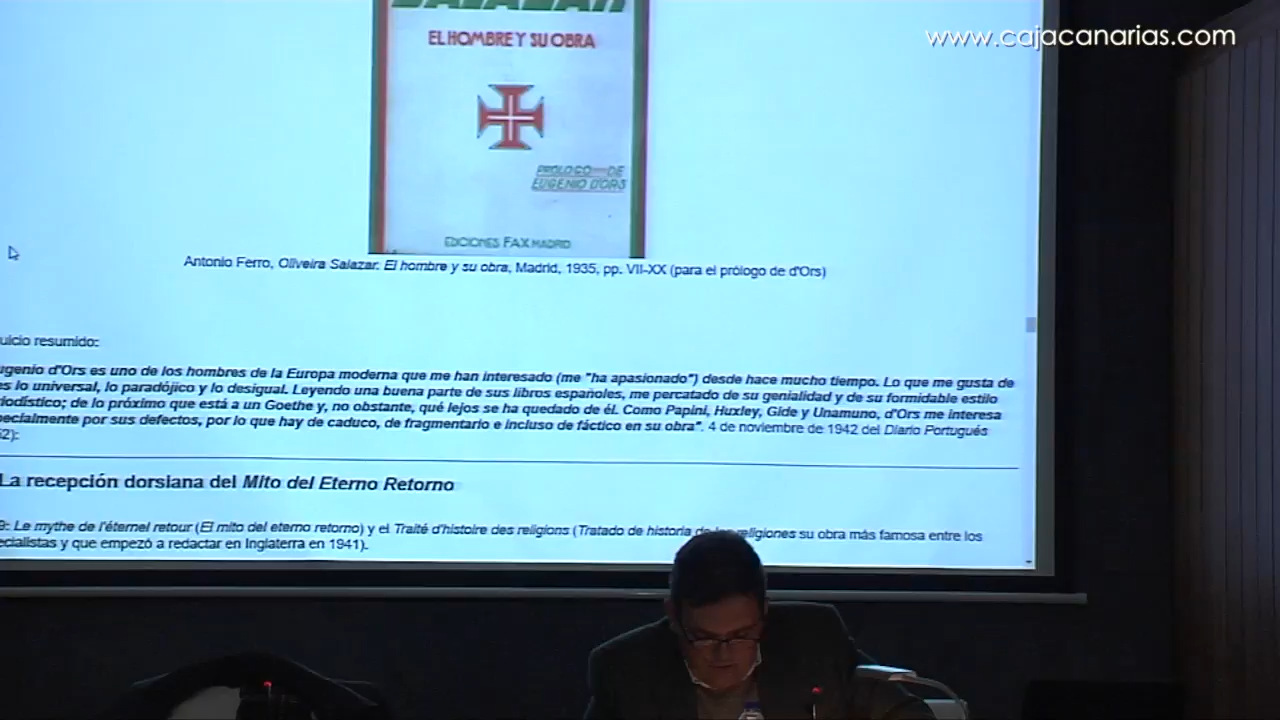 www.cajacanarias.com
EL HOMBRE Y SU OBRA
PRÓLOGO DE
EUGENIO D'ORS
EDICIONES FAX MADRID
Antonio Ferro, Oliveira Salazar. El hombre y su obra, Madrid, 1935, pp. VII-XX (para el prólogo de d'Ors)
uicio resumido:
ugenio d'Ors es uno de los hombres de la Europa moderna que me han interesado (me "ha apasionado") desde hace mucho tiempo. Lo que me gusta de
es lo universal, lo paradójico y lo desigual. Leyendo una buena parte de sus libros españoles, me percatado de su genialidad y de su formidable estilo
riodístico; de lo próximo que está a un Goethe y, no obstante, qué lejos se ha quedado de él. Como Papini, Huxley, Gide y Unamuno, d'Ors me interesa
pecialmente por sus defectos, por lo que hay de caduco, de fragmentario e incluso de fáctico en su obra". 4 de noviembre de 1942 del Diario Portugués
2):
La recepción dorsiana del Mito del Eterno Retorno
9: Le mythe de l'éternel retour (El mito del eterno retorno) y el Traité d'histoire des religions (Tratado de historia de las religiones su obra más famosa entre los
ecialistas y que empezó a redactar en Inglaterra en 1941).